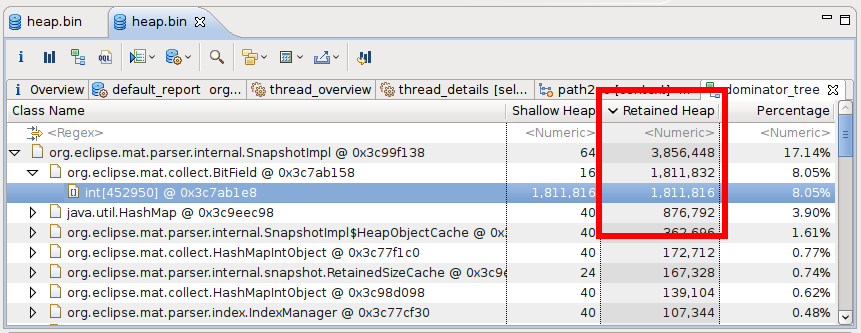 heap.bin heap.bin
i OQL
i Overview default_report org... thread_overview thread_details [sel... path2 dominator_tree
Class Name Shallow Heap Retained Heap Percentage
<Regex> <Numeric> <Numeric> <Numeric>
org.eclipse.mat.parser.internal.SnapshotImpl @ 0x3c99f138 64 3,856,448 17.14%
org.eclipse.mat.collect.BitField @ 0x3c7ab158 16 1,811,832 8.05%
int[452950] @ 0x3c7ab1e8 1,811,816 1,811,816 8.05%
java.util.HashMap @ 0x3c9eec98 40 876,792 3.90%
org.eclipse.mat.parser.internal.SnapshotImpl$HeapObjectCache @ 0x3c 40 362,696 1.61%
org.eclipse.mat.collect.HashMapIntObject @ 0x3c77f1c0 40 172,712 0.77%
org.eclipse.mat.parser.internal.snapshot.RetainedSizeCache @ 0x3c9e 24 167,328 0.74%
org.eclipse.mat.collect.HashMapIntObject @ 0x3c98d098 40 139,104 0.62%
org.eclipse.mat.parser.index.IndexManager @ 0x3c77cf30 40 107,344 0.48%